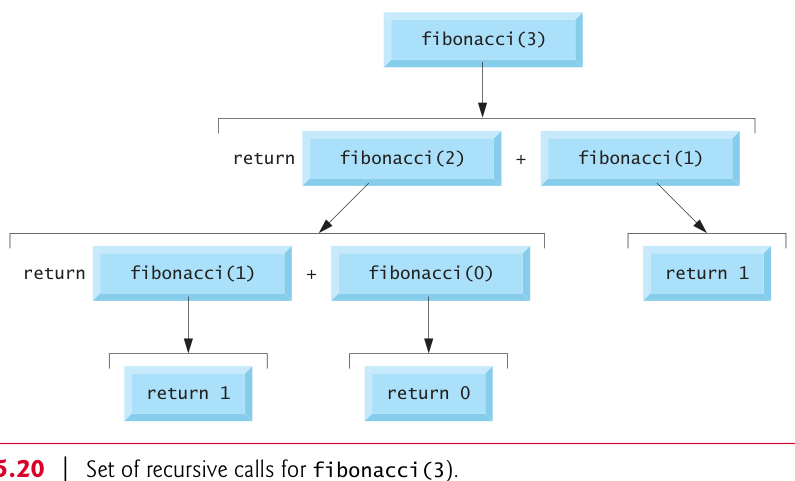 fibonacci(3)
return fibonacci(2) + fibonacci(1)
return fibonacci(1) + fibonacci(0) return 1
return 1 return 0
5.20 | Set of recursive calls for fibonacci(3).